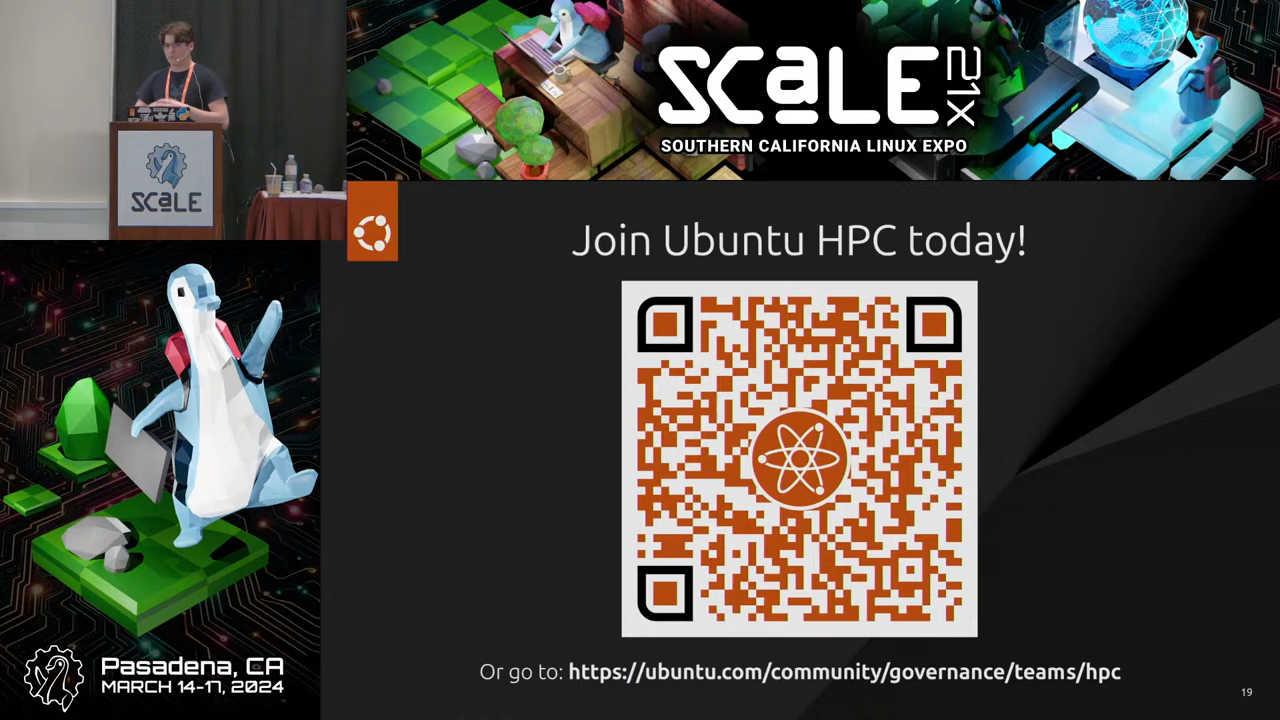 SCALE 21X
SOUTHERN CALIFORNIA LINUX EXPO
SCALE
Join Ubuntu HPC today!
Or go to: https://ubuntu.com/community/governance/teams/hpc
19
Pasadena, CA
MARCH 14-17, 2024